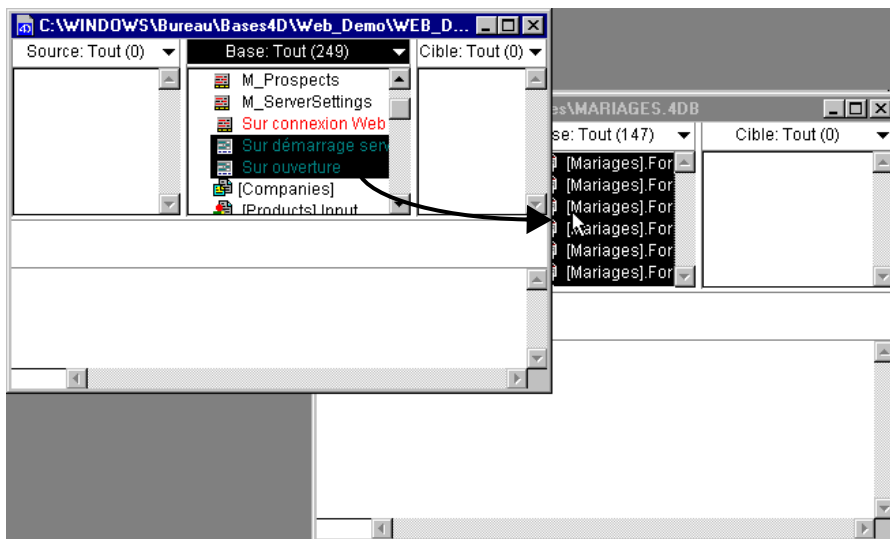 C:\WINDOWS\Bureau\Bases4D\Web_Demo\WEB_D...
Source: Tout (0)
Base: Tout (249)
Cible: Tout (0)
M_Prospects
M_ServerSettings
Sur connexion Web
Sur démarrage serv
Sur ouverture
[Companies]
[Products] Input
es\MARIAGES.4DB
se: Tout (147)
Cible: Tout (0)
[Mariages].For
[Mariages].For
[Mariages].For
[Mariages].For
[Mariages].For
[Mariages].For